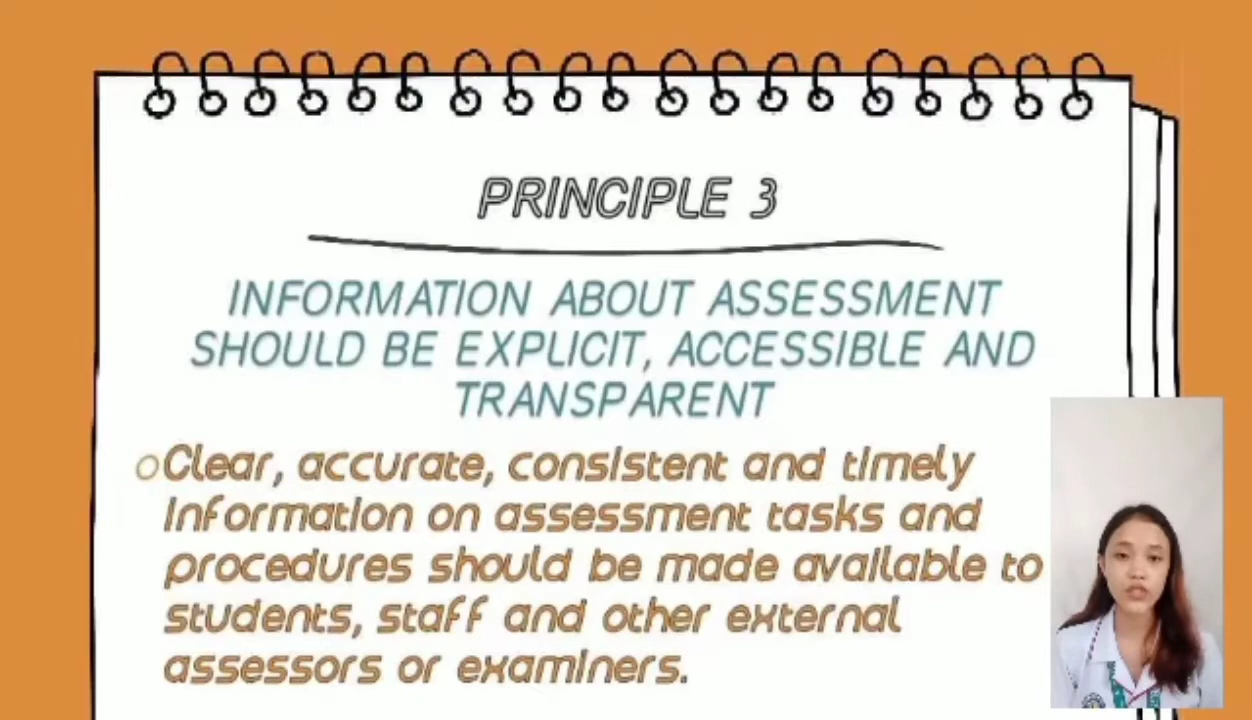 PRINCIPLE 3
INFORMATION ABOUT ASSESSMENT
SHOULD BE EXPLICIT, ACCESSIBLE AND
TRANSPARENT
Clear, accurate, consistent and timely
information on assessment tasks and
procedures should be made available to
students, staff and other external
assessors or examiners.